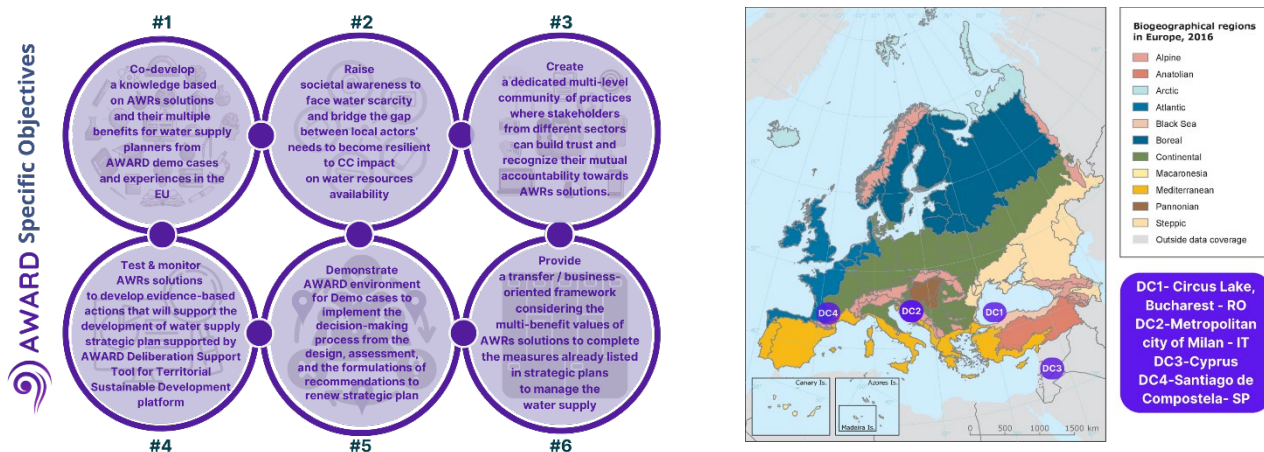 AWARD Specific Objectives
#1
#2
#3
Co-develop
a knowledge based
on AWRs solutions
and their multiple
benefits for water supply
planners from
AWARD demo cases
and experiences in the
EU
Raise
societal awareness to
face water scarcity
and bridge the gap
between local actors'
needs to become resilient
to CC impact
on water resources
availability
Create
a dedicated multi-level
community of practices
where stakeholders
from different sectors
can build trust and
recognize their mutual
accountability towards
AWRs solutions.
Test & monitor
AWRs solutions
to develop evidence-based
actions that will support the
development of water supply
strategic plan supported by
AWARD Deliberation Support
Tool for Territorial
Sustainable Development
platform
Demonstrate
AWARD environment
for Demo cases to
implement the
decision-making
process from the
design, assessment,
and the formulations of
recommendations to
renew strategic plan
Provide
a transfer / business-
oriented framework
considering the
multi-benefit values of
AWRs solutions to complete
the measures already listed
in strategic plans
to manage the
water supply
#4
#5
#6
DC4
DC2
DC1
DC3
Canary Is.
Azores Is.
Madeira Is.
0 500 1000 1500 km
Biogeographical regions
in Europe, 2016
Alpine
Anatolian
Arctic
Atlantic
Black Sea
Boreal
Continental
Macaronesia
Mediterranean
Pannonian
Steppic
Outside data coverage
DC1- Circus Lake,
Bucharest - RO
DC2-Metropolitan
city of Milan - IT
DC3-Cyprus
DC4-Santiago de
Compostela- SP